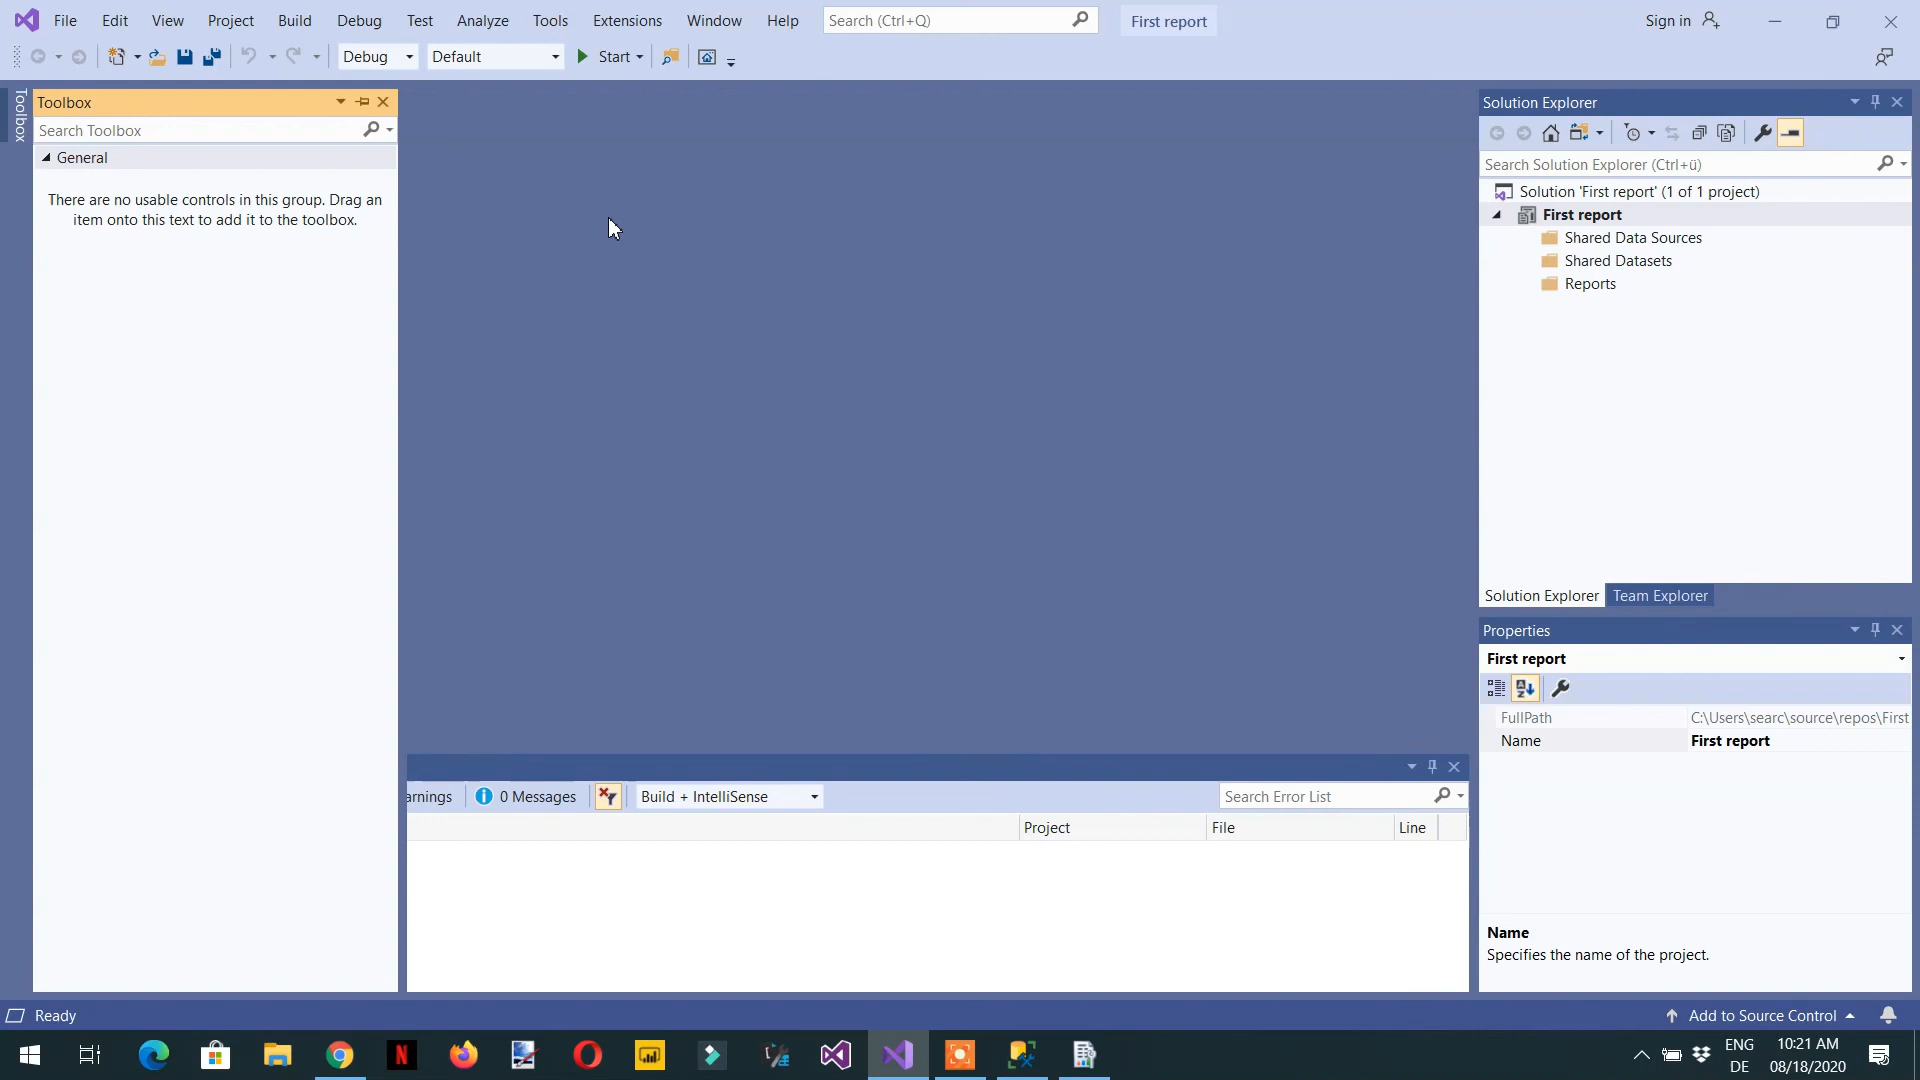 File Edit View Project Build Debug Test Analyze Tools Extensions Window Help Search (Ctrl+Q) First report Sign in
Debug Default Start
Toolbox
Toolbox
Search Toolbox
General
There are no usable controls in this group. Drag an
item onto this text to add it to the toolbox.
Solution Explorer
Search Solution Explorer (Ctrl+ü)
Solution 'First report' (1 of 1 project)
First report
Shared Data Sources
Shared Datasets
Reports
Solution Explorer Team Explorer
Properties
First report
FullPath C:\Users\searc\source\repos\First
Name First report
Name
Specifies the name of the project.
arnings 0 Messages Build + IntelliSense Search Error List
Project File Line
Ready Add to Source Control
ENG 10:21 AM
DE 08/18/2020